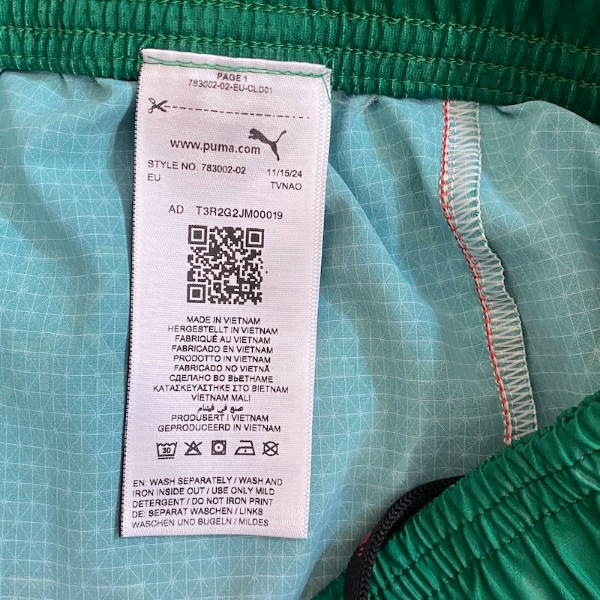 PAGE 1
783002-02-EU-CLD01
www.puma.com
STYLE NO. 783002-02 11/15/24
EU TVNAO
AD T3R2G2JM00019
MADE IN VIETNAM
HERGESTELLT IN VIETNAM
FABRIQUÉ AU VIETNAM
FABRICADO EN VIETNAM
PRODOTTO IN VIETNAM
FABRICADO NO VIETNÃ
СДЕЛАНО ВО ВЬЕТНАМЕ
ΚΑΤΑΣΚΕΥΑΣΤΗΚΕ ΣΤΟ ΒΙΕΤΝΑΜ
VİETNAM MALI
صنع في فيتنام
PRODUSERT I VIETNAM
GEPRODUCEERD IN VIETNAM
30
EN: WASH SEPARATELY / WASH AND
IRON INSIDE OUT / USE ONLY MILD
DETERGENT / DO NOT IRON PRINT
DE: SEPARAT WASCHEN / LINKS
WASCHEN UND BUGELN / MILDES